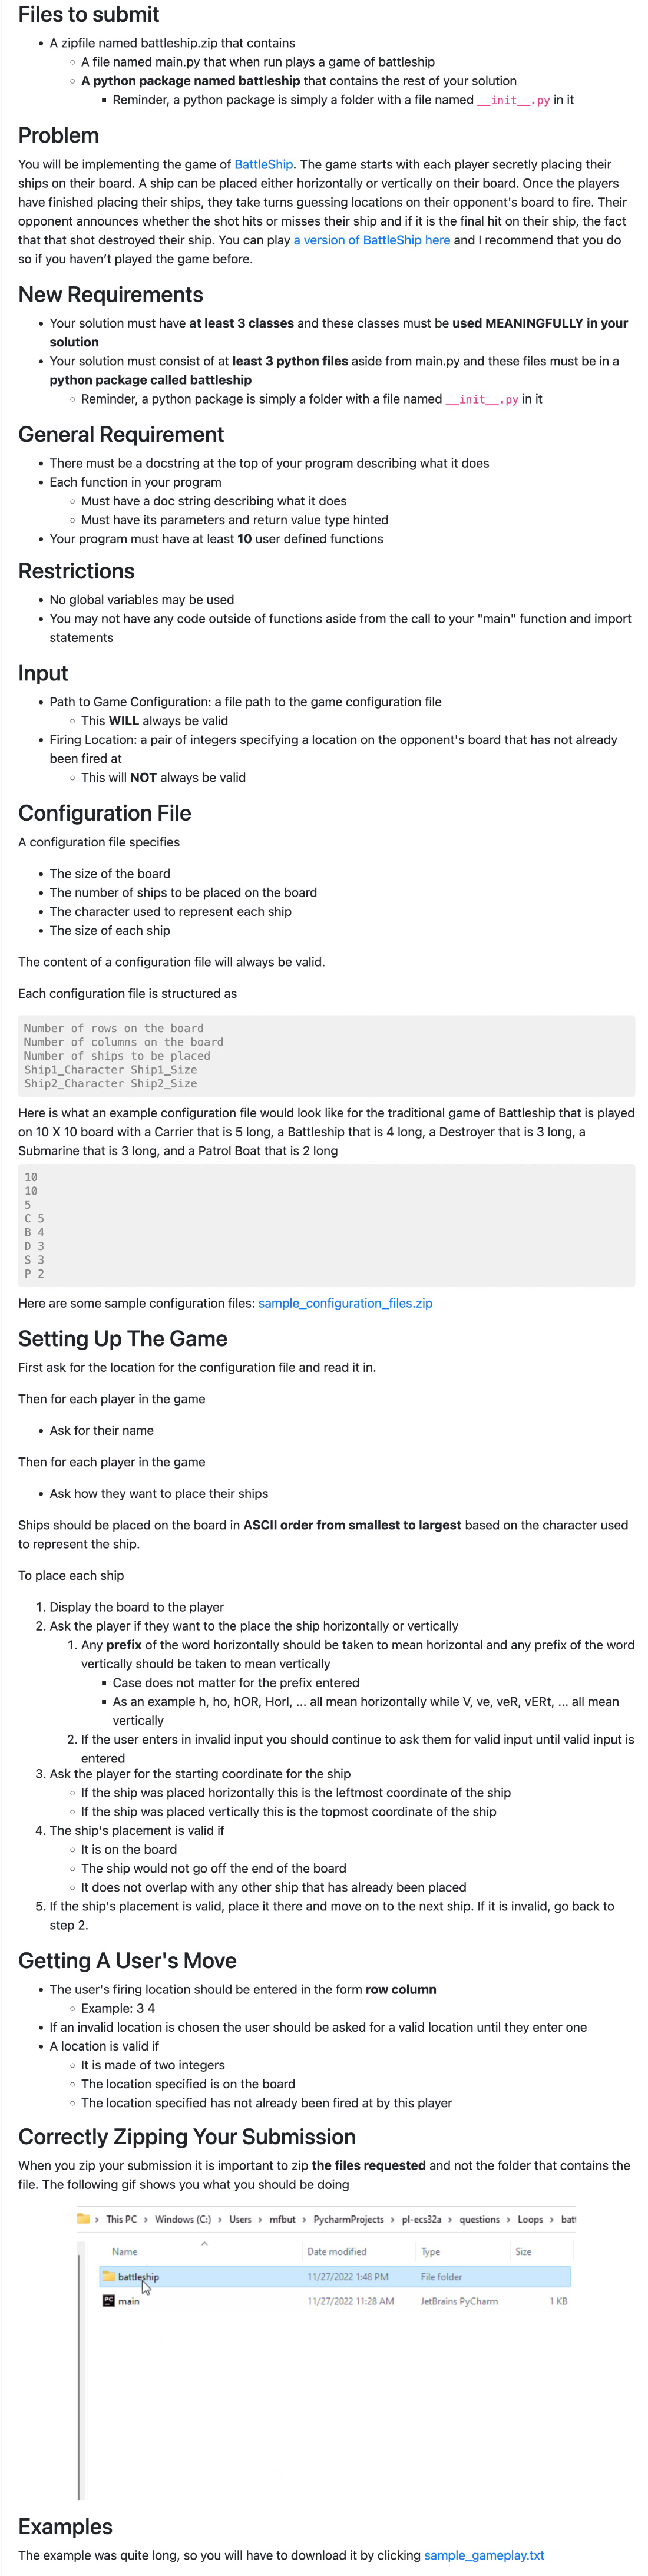 Files to submit
• A zipfile named battleship.zip that contains
◦ A file named main.py that when run plays a game of battleship
◦ A python package named battleship that contains the rest of your solution
▪ Reminder, a python package is simply a folder with a file named __init__.py in it
Problem
You will be implementing the game of BattleShip. The game starts with each player secretly placing their
ships on their board. A ship can be placed either horizontally or vertically on their board. Once the players
have finished placing their ships, they take turns guessing locations on their opponent's board to fire. Their
opponent announces whether the shot hits or misses their ship and if it is the final hit on their ship, the fact
that that shot destroyed their ship. You can play a version of BattleShip here and I recommend that you do
so if you haven't played the game before.
New Requirements
• Your solution must have at least 3 classes and these classes must be used MEANINGFULLY in your
solution
• Your solution must consist of at least 3 python files aside from main.py and these files must be in a
python package called battleship
◦ Reminder, a python package is simply a folder with a file named __init__.py in it
General Requirement
• There must be a docstring at the top of your program describing what it does
• Each function in your program
◦ Must have a doc string describing what it does
◦ Must have its parameters and return value type hinted
• Your program must have at least 10 user defined functions
Restrictions
• No global variables may be used
• You may not have any code outside of functions aside from the call to your "main" function and import
statements
Input
• Path to Game Configuration: a file path to the game configuration file
◦ This WILL always be valid
• Firing Location: a pair of integers specifying a location on the opponent's board that has not already
been fired at
◦ This will NOT always be valid
Configuration File
A configuration file specifies
• The size of the board
• The number of ships to be placed on the board
• The character used to represent each ship
• The size of each ship
The content of a configuration file will always be valid.
Each configuration file is structured as
Number of rows on the board
Number of columns on the board
Number of ships to be placed
Ship1_Character Ship1_Size
Ship2_Character Ship2_Size
Here is what an example configuration file would look like for the traditional game of Battleship that is played
on 10 X 10 board with a Carrier that is 5 long, a Battleship that is 4 long, a Destroyer that is 3 long, a
Submarine that is 3 long, and a Patrol Boat that is 2 long
10
10
5
C 5
B 4
D 3
S 3
P 2
Here are some sample configuration files: sample_configuration_files.zip
Setting Up The Game
First ask for the location for the configuration file and read it in.
Then for each player in the game
• Ask for their name
Then for each player in the game
• Ask how they want to place their ships
Ships should be placed on the board in ASCII order from smallest to largest based on the character used
to represent the ship.
To place each ship
1. Display the board to the player
2. Ask the player if they want to the place the ship horizontally or vertically
1. Any prefix of the word horizontally should be taken to mean horizontal and any prefix of the word
vertically should be taken to mean vertically
▪ Case does not matter for the prefix entered
▪ As an example h, ho, hOR, HorI, ... all mean horizontally while V, ve, veR, vERt, ... all mean
vertically
2. If the user enters in invalid input you should continue to ask them for valid input until valid input is
entered
3. Ask the player for the starting coordinate for the ship
◦ If the ship was placed horizontally this is the leftmost coordinate of the ship
◦ If the ship was placed vertically this is the topmost coordinate of the ship
4. The ship's placement is valid if
◦ It is on the board
◦ The ship would not go off the end of the board
◦ It does not overlap with any other ship that has already been placed
5. If the ship's placement is valid, place it there and move on to the next ship. If it is invalid, go back to
step 2.
Getting A User's Move
• The user's firing location should be entered in the form row column
◦ Example: 3 4
• If an invalid location is chosen the user should be asked for a valid location until they enter one
• A location is valid if
◦ It is made of two integers
◦ The location specified is on the board
◦ The location specified has not already been fired at by this player
Correctly Zipping Your Submission
When you zip your submission it is important to zip the files requested and not the folder that contains the
file. The following gif shows you what you should be doing
› This PC › Windows (C:) › Users › mfbut › PycharmProjects › pl-ecs32a › questions › Loops › batt
Name Date modified Type Size
battleship 11/27/2022 1:48 PM File folder
main 11/27/2022 11:28 AM JetBrains PyCharm 1 KB
Examples
The example was quite long, so you will have to download it by clicking sample_gameplay.txt